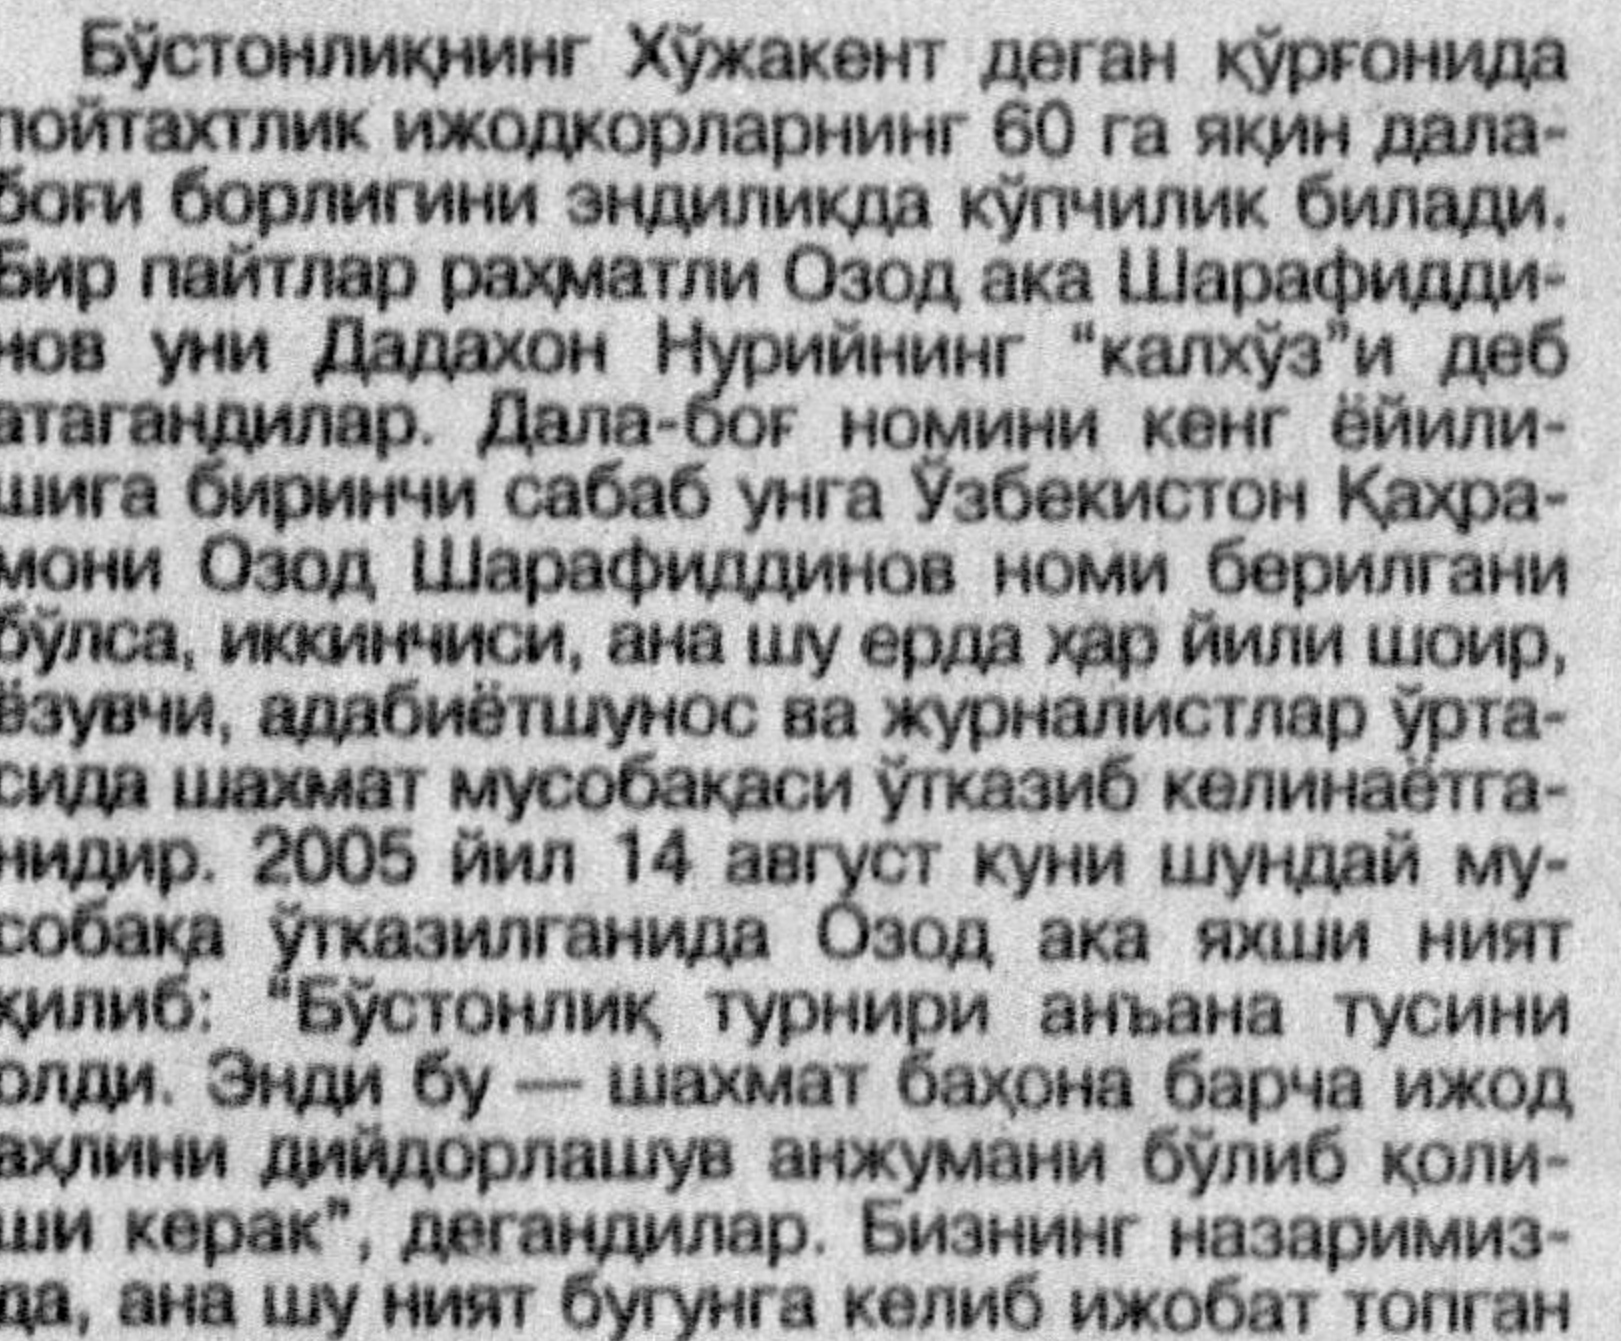 Бўстонлиқнинг Хўжакент деган қўрғонида
пойтахтлик ижодкорларнинг 60 га яқин дала-
боғи борлигини эндиликда кўпчилик билади.
Бир пайтлар раҳматли Озод ака Шарафидди-
нов уни Дадахон Нурийнинг “калхўз”и деб
атагандилар. Дала-боғ номини кенг ёйили-
шига биринчи сабаб унга Ўзбекистон Қаҳра-
мони Озод Шарафиддинов номи берилгани
бўлса, иккинчиси, ана шу ерда ҳар йили шоир,
ёзувчи, адабиётшунос ва журналистлар ўрта-
сида шахмат мусобақаси ўтказиб келинаётга-
нидир. 2005 йил 14 август куни шундай му-
собақа ўтказилганида Озод ака яхши ният
қилиб: “Бўстонлиқ турнири анъана тусини
олди. Энди бу — шахмат баҳона барча ижод
аҳлини дийдорлашув анжумани бўлиб қоли-
ши керак”, дегандилар. Бизнинг назаримиз-
да, ана шу ният бугунга келиб ижобат топган